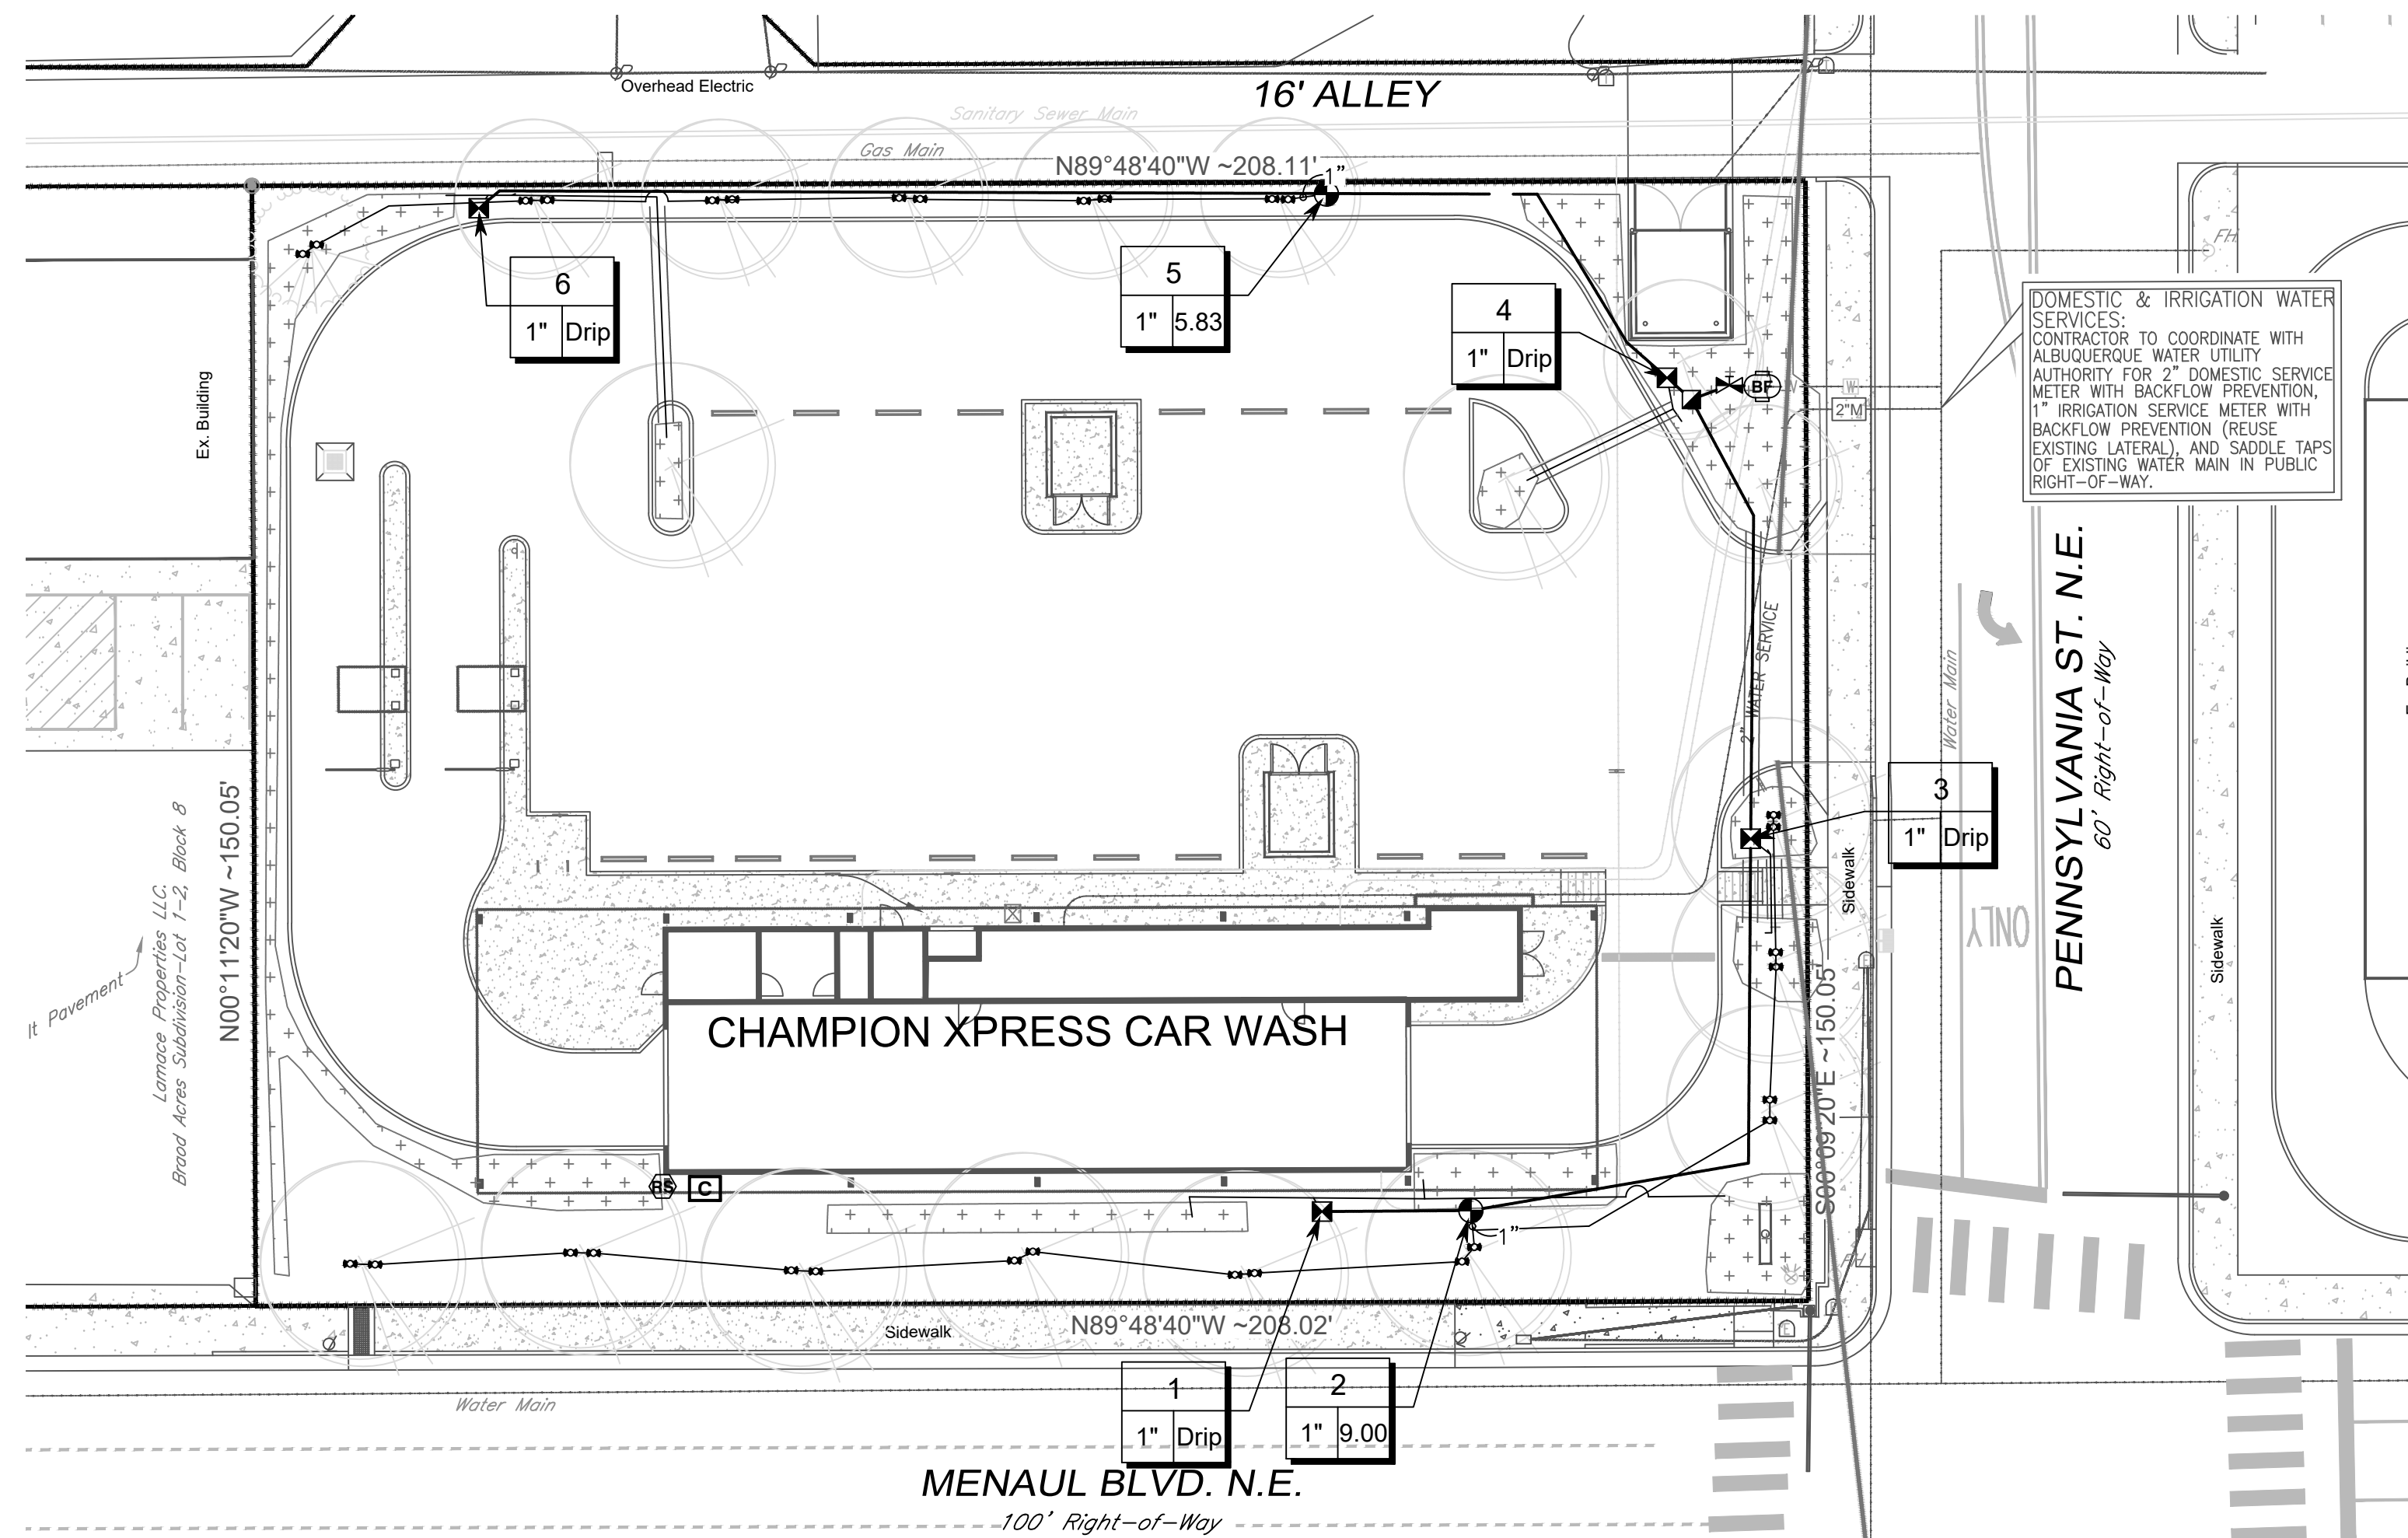 Overhead Electric
16' ALLEY
Sanitary Sewer Main
Gas Main
N89°48'40"W ~208.11'
1”
FH
6
1" Drip
5
1" 5.83
4
1" Drip
BF
W
2"M
DOMESTIC & IRRIGATION WATER
SERVICES:
CONTRACTOR TO COORDINATE WITH
ALBUQUERQUE WATER UTILITY
AUTHORITY FOR 2” DOMESTIC SERVICE
METER WITH BACKFLOW PREVENTION,
1” IRRIGATION SERVICE METER WITH
BACKFLOW PREVENTION (REUSE
EXISTING LATERAL), AND SADDLE TAPS
OF EXISTING WATER MAIN IN PUBLIC
RIGHT-OF-WAY.
Ex. Building
2” WATER SERVICE
Water Main
PENNSYLVANIA ST. N.E.
60' Right-of-Way
3
1" Drip
Sidewalk
ONLY
Sidewalk
lt Pavement
Lamace Properties LLC.
Braod Acres Subdivision-Lot 1-2, Block 8
N00°11'20"W ~150.05'
CHAMPION XPRESS CAR WASH
S00°09'20"E ~150.05'
RS
C
1”
Sidewalk
N89°48'40"W ~208.02'
1
1" Drip
2
1" 9.00
Water Main
MENAUL BLVD. N.E.
100' Right-of-Way